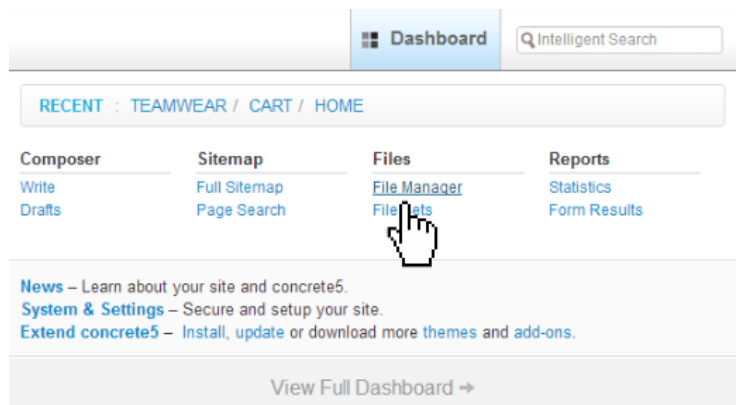 Dashboard Intelligent Search
RECENT : TEAMWEAR / CART / HOME
Composer Sitemap Files Reports
Write Full Sitemap File Manager Statistics
Drafts Page Search File Sets Form Results
News – Learn about your site and concrete5.
System & Settings – Secure and setup your site.
Extend concrete5 – Install, update or download more themes and add-ons.
View Full Dashboard →